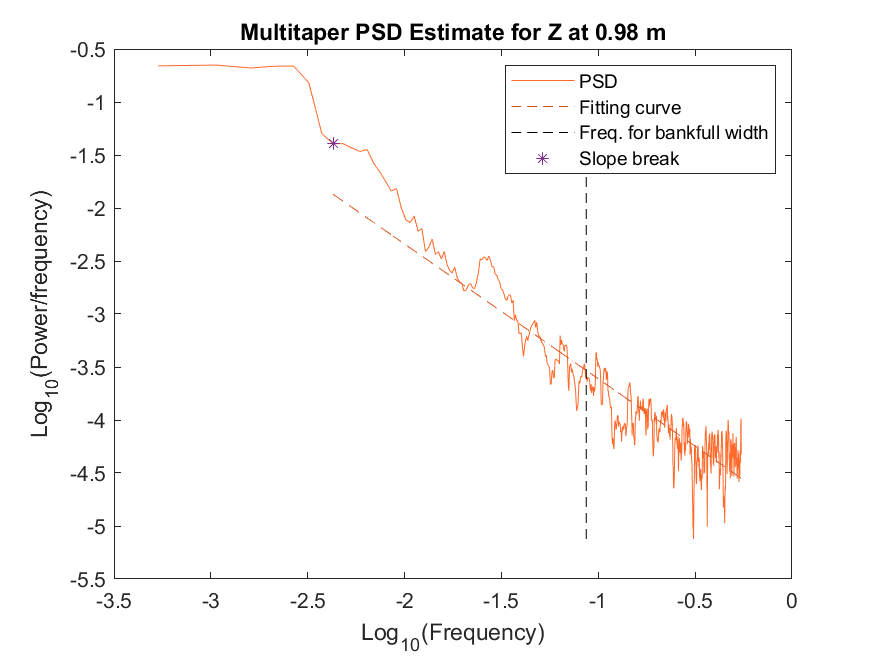 Multitaper PSD Estimate for Z at 0.98 m
-0.5
-1
-1.5
-2
-2.5
-3
-3.5
-4
-4.5
-5
-5.5
Log10(Power/frequency)
PSD
Fitting curve
Freq. for bankfull width
Slope break
-3.5 -3 -2.5 -2 -1.5 -1 -0.5 0
Log10(Frequency)